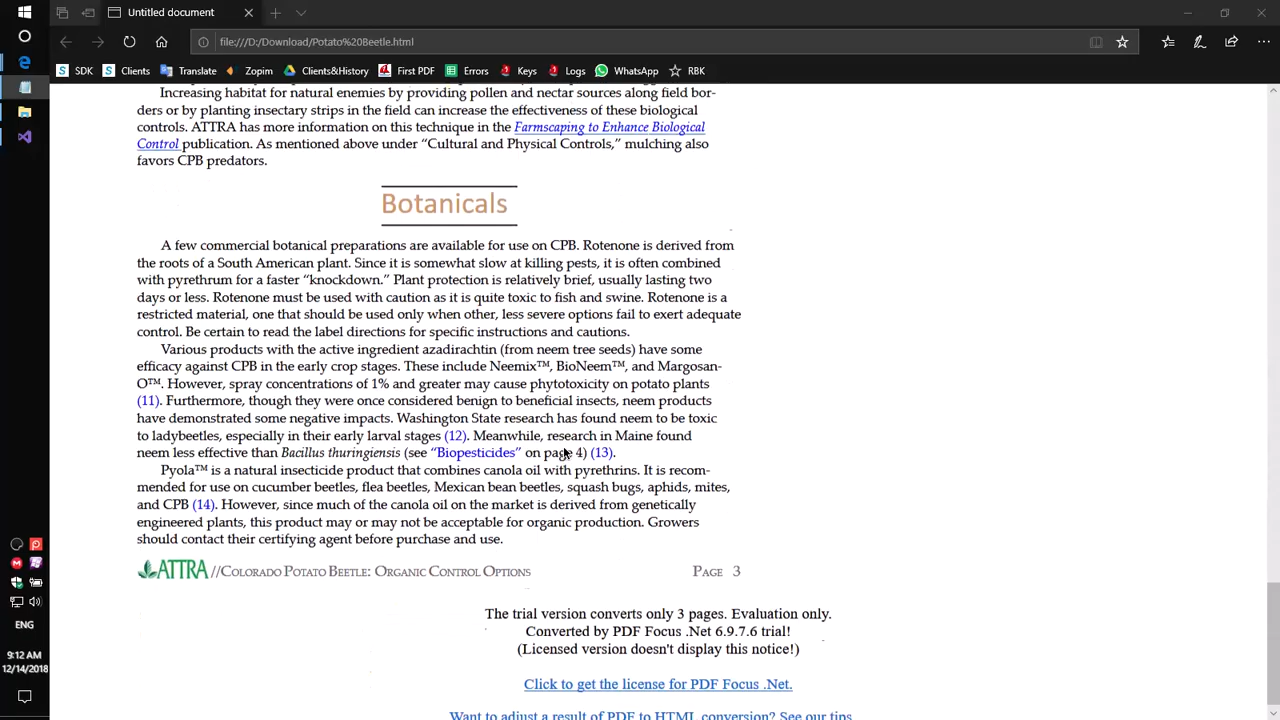 Untitled document
file:///D:/Download/Potato%20Beetle.html
SDK Clients Translate Zopim Clients&History First PDF Errors Keys Logs WhatsApp RBK
Increasing habitat for natural enemies by providing pollen and nectar sources along field bor-
ders or by planting insectary strips in the field can increase the effectiveness of these biological
controls. ATTRA has more information on this technique in the Farmscaping to Enhance Biological
Control publication. As mentioned above under “Cultural and Physical Controls,” mulching also
favors CPB predators.
Botanicals
A few commercial botanical preparations are available for use on CPB. Rotenone is derived from
the roots of a South American plant. Since it is somewhat slow at killing pests, it is often combined
with pyrethrum for a faster “knockdown.” Plant protection is relatively brief, usually lasting two
days or less. Rotenone must be used with caution as it is quite toxic to fish and swine. Rotenone is a
restricted material, one that should be used only when other, less severe options fail to exert adequate
control. Be certain to read the label directions for specific instructions and cautions.
Various products with the active ingredient azadirachtin (from neem tree seeds) have some
efficacy against CPB in the early crop stages. These include Neemix™, BioNeem™, and Margosan-
O™. However, spray concentrations of 1% and greater may cause phytotoxicity on potato plants
(11). Furthermore, though they were once considered benign to beneficial insects, neem products
have demonstrated some negative impacts. Washington State research has found neem to be toxic
to ladybeetles, especially in their early larval stages (12). Meanwhile, research in Maine found
neem less effective than Bacillus thuringiensis (see “Biopesticides” on page 4) (13).
Pyola™ is a natural insecticide product that combines canola oil with pyrethrins. It is recom-
mended for use on cucumber beetles, flea beetles, Mexican bean beetles, squash bugs, aphids, mites,
and CPB (14). However, since much of the canola oil on the market is derived from genetically
engineered plants, this product may or may not be acceptable for organic production. Growers
should contact their certifying agent before purchase and use.
ATTRA //Colorado Potato Beetle: Organic Control Options Page 3
The trial version converts only 3 pages. Evaluation only.
Converted by PDF Focus .Net 6.9.7.6 trial!
(Licensed version doesn't display this notice!)
Click to get the license for PDF Focus .Net.
Want to adjust a result of PDF to HTML conversion? See our tips
ENG
9:12 AM
12/14/2018